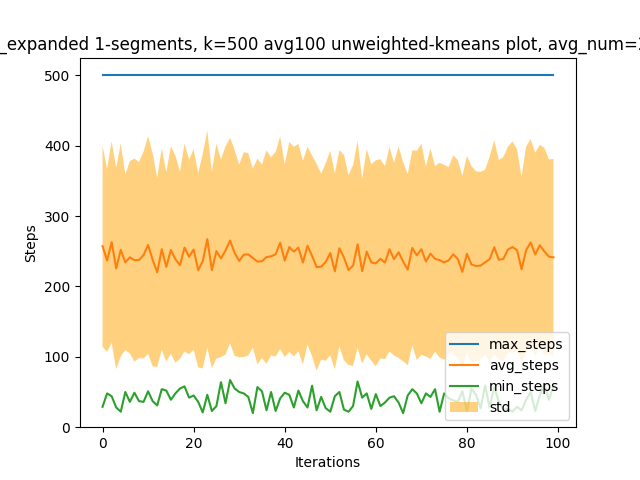 _expanded 1-segments, k=500 avg100 unweighted-kmeans plot, avg_num=
500
400
300
200
100
0
Steps
0 20 40 60 80 100
Iterations
max_steps
avg_steps
min_steps
std